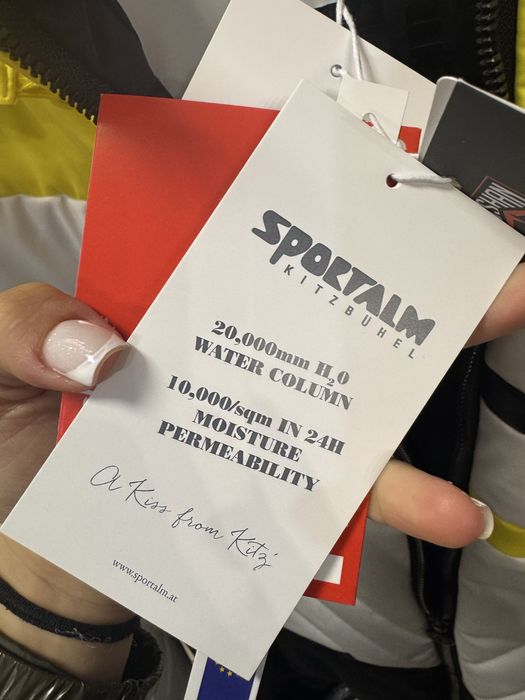 SPORTALM
KITZBÜHEL
20,000mm H₂O
WATER COLUMN
10,000/sqm IN 24H
MOISTURE
PERMEABILITY
A Kiss from Kitz'
www.sportalm.at